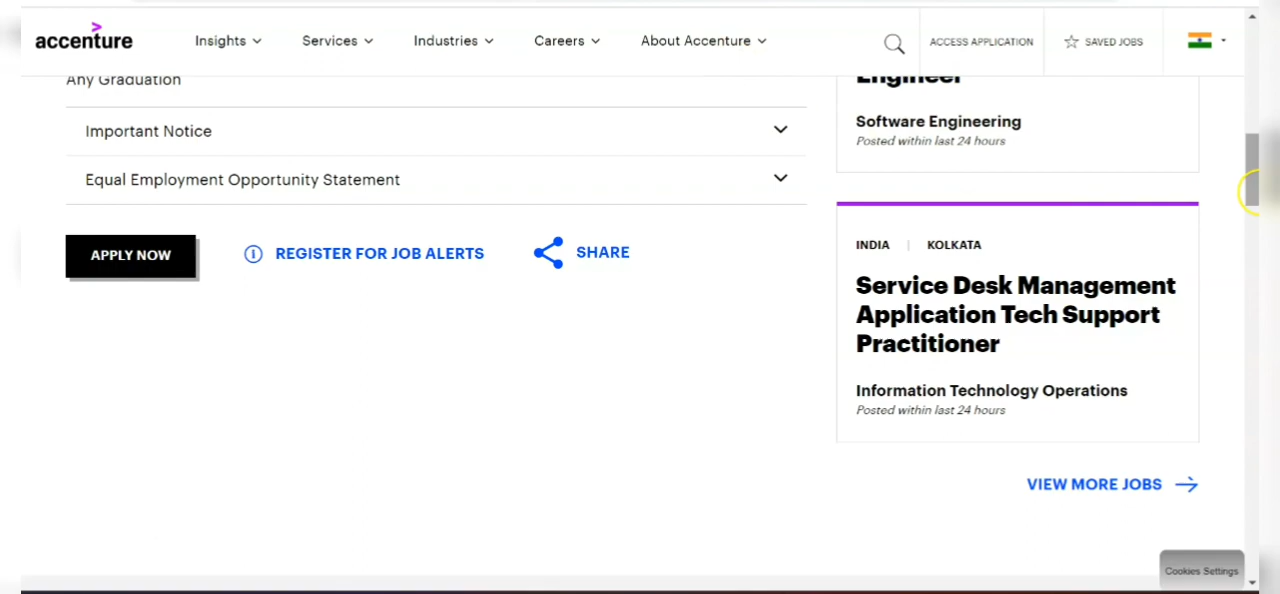 accenture
Insights
Services
Industries
Careers
About Accenture
ACCESS APPLICATION
SAVED JOBS
Any Graduation
Important Notice
Equal Employment Opportunity Statement
APPLY NOW
REGISTER FOR JOB ALERTS
SHARE
Engineer
Software Engineering
Posted within last 24 hours
INDIA | KOLKATA
Service Desk Management
Application Tech Support
Practitioner
Information Technology Operations
Posted within last 24 hours
VIEW MORE JOBS
Cookies Settings